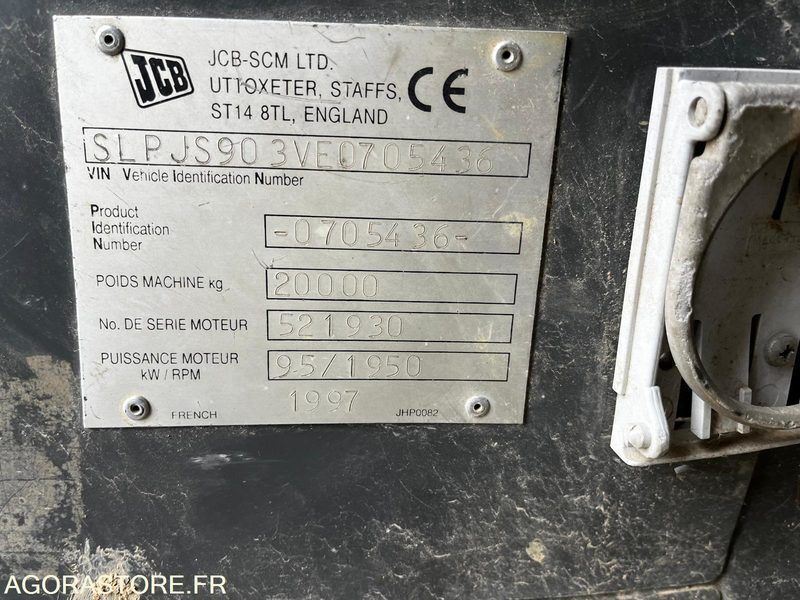 JCB
JCB-SCM LTD.
UTTOXETER, STAFFS,
ST14 8TL, ENGLAND
CE
SLPJS903VE0705436
VIN Vehicle Identification Number
Product
Identification
Number
-0705436-
POIDS MACHINE kg
20000
No. DE SERIE MOTEUR
521930
PUISSANCE MOTEUR
kW / RPM
95/1950
1997
FRENCH
JHP0082
AGORASTORE.FR